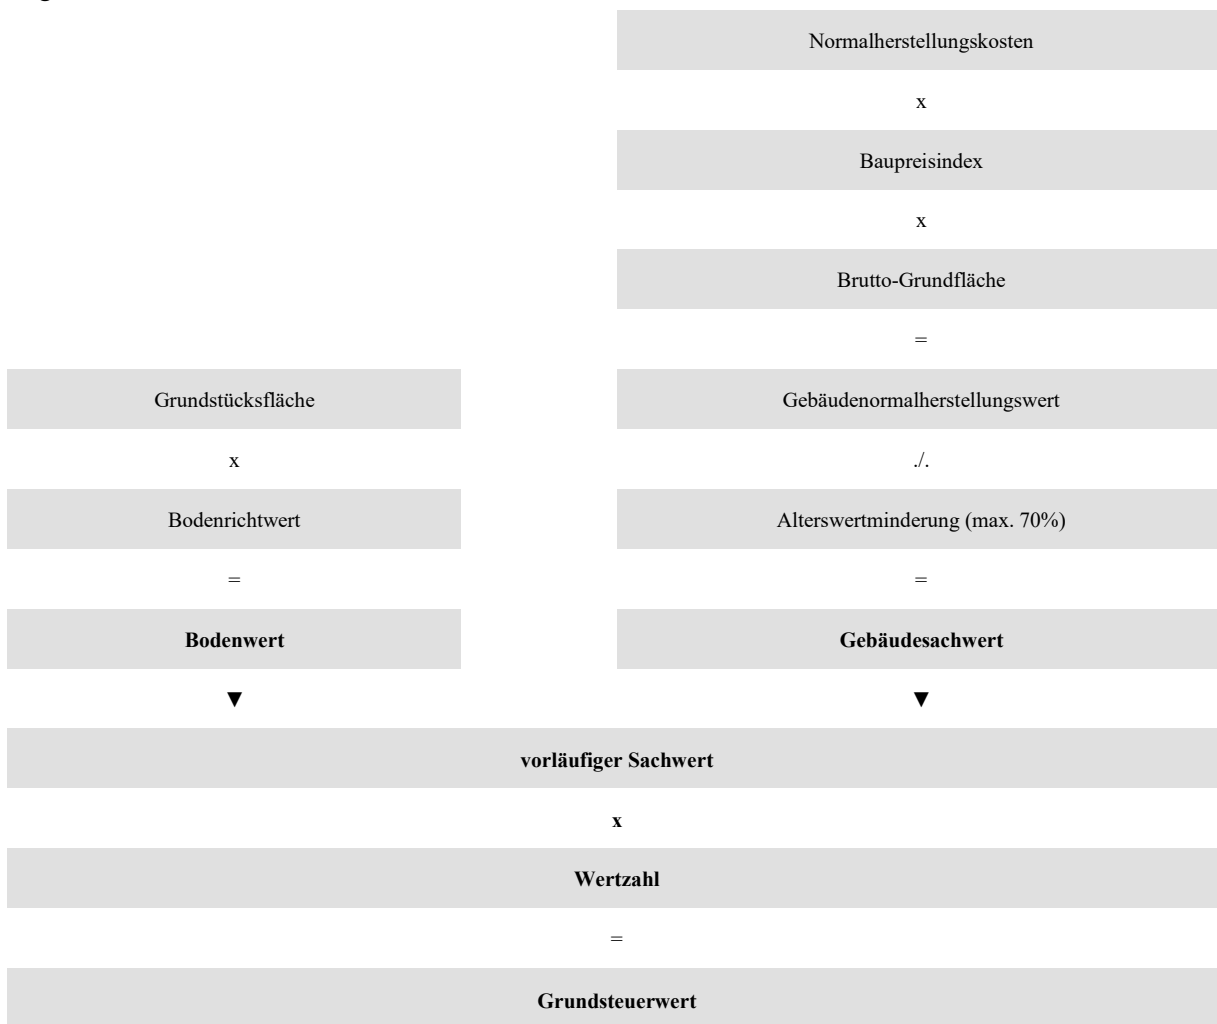 Normalherstellungskosten
x
Baupreisindex
x
Brutto-Grundfläche
=
Grundstücksfläche
Gebäudenormalherstellungswert
x
./.
Bodenrichtwert
Alterswertminderung (max. 70%)
=
=
Bodenwert
Gebäudesachwert
▼
▼
vorläufiger Sachwert
x
Wertzahl
=
Grundsteuerwert